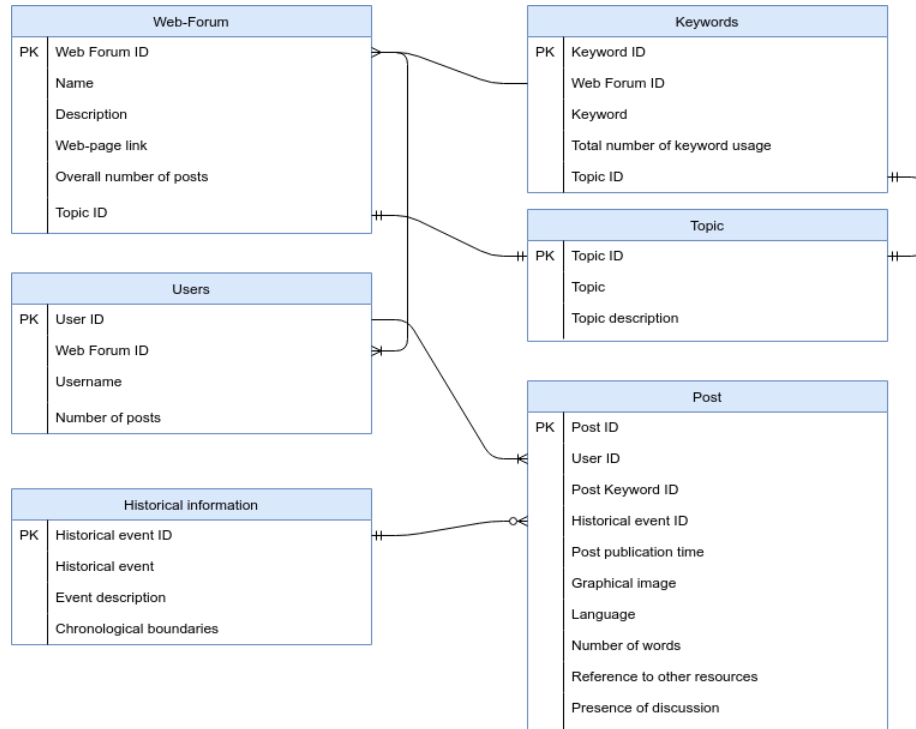 Web-Forum
PK Web Forum ID
Name
Description
Web-page link
Overall number of posts
Topic ID
Keywords
PK Keyword ID
Web Forum ID
Keyword
Total number of keyword usage
Topic ID
Topic
PK Topic ID
Topic
Topic description
Users
PK User ID
Web Forum ID
Username
Number of posts
Post
PK Post ID
User ID
Post Keyword ID
Historical event ID
Post publication time
Graphical image
Language
Number of words
Reference to other resources
Presence of discussion
Historical information
PK Historical event ID
Historical event
Event description
Chronological boundaries